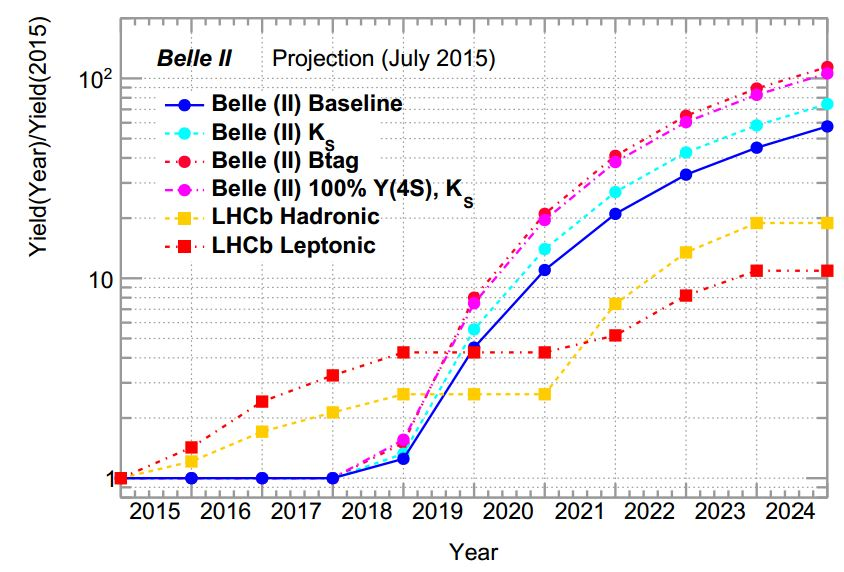 Yield(Year)/Yield(2015)
Belle II Projection (July 2015)
10²
Belle (II) Baseline
Belle (II) K_S
Belle (II) Btag
Belle (II) 100% Y(4S), K_S
LHCb Hadronic
LHCb Leptonic
10
1
2015 2016 2017 2018 2019 2020 2021 2022 2023 2024
Year